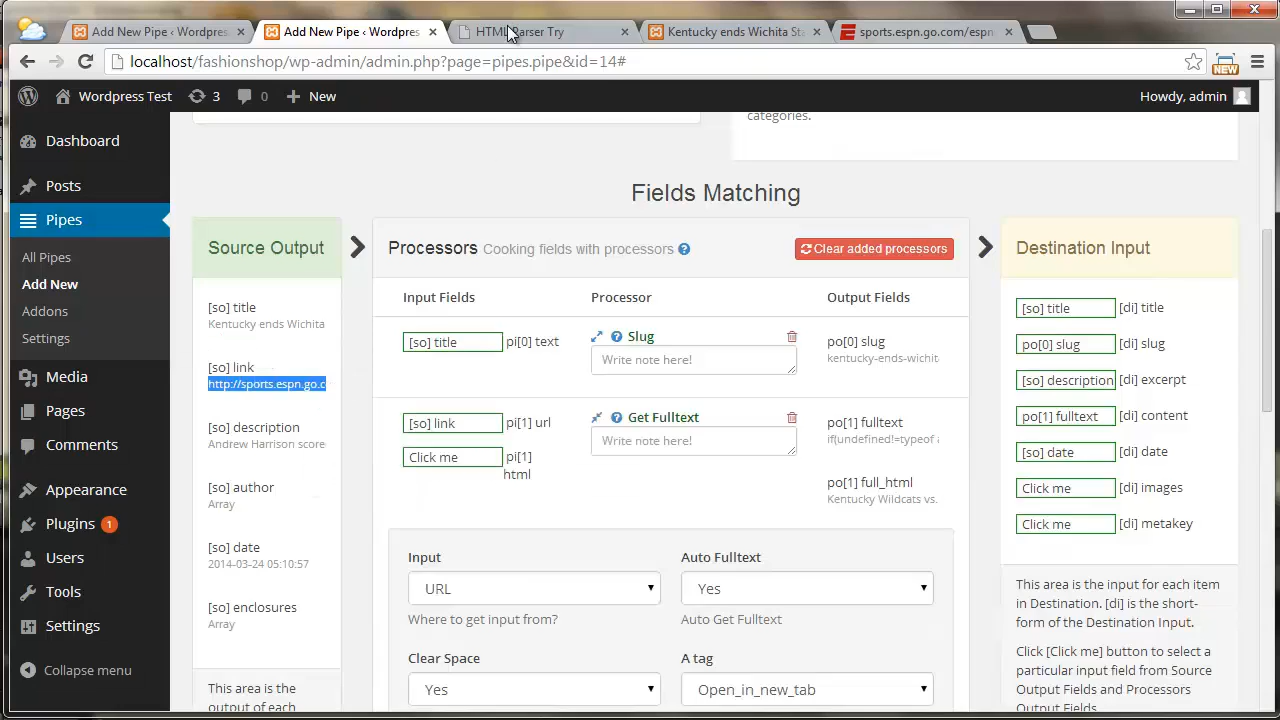 Add New Pipe ‹ Wordpres
Add New Pipe ‹ Wordpres
HTML Parser Try
Kentucky ends Wichita St
sports.espn.go.com/espn
localhost/fashionshop/wp-admin/admin.php?page=pipes.pipe&id=14#
NEW
Wordpress Test
3
0
New
Howdy, admin
Dashboard
Posts
Pipes
All Pipes
Add New
Addons
Settings
Media
Pages
Comments
Appearance
Plugins 1
Users
Tools
Settings
Collapse menu
categories.
Fields Matching
Source Output
[so] title
Kentucky ends Wichita
[so] link
http://sports.espn.go.c
[so] description
Andrew Harrison score
[so] author
Array
[so] date
2014-03-24 05:10:57
[so] enclosures
Array
This area is the
output of each
Processors Cooking fields with processors
Clear added processors
Input Fields
Processor
Output Fields
[so] title
pi[0] text
Slug
Write note here!
po[0] slug
kentucky-ends-wichit
[so] link
pi[1] url
Click me
pi[1]
html
Get Fulltext
Write note here!
po[1] fulltext
if(undefined!=typeof
po[1] full_html
Kentucky Wildcats vs.
Input
URL
Where to get input from?
Auto Fulltext
Yes
Auto Get Fulltext
Clear Space
Yes
A tag
Open_in_new_tab
Destination Input
[so] title [di] title
po[0] slug [di] slug
[so] description [di] excerpt
po[1] fulltext [di] content
[so] date [di] date
Click me [di] images
Click me [di] metakey
This area is the input for each item
in Destination. [di] is the short-
form of the Destination Input.
Click [Click me] button to select a
particular input field from Source
Output Fields and Processors
Output Fields.